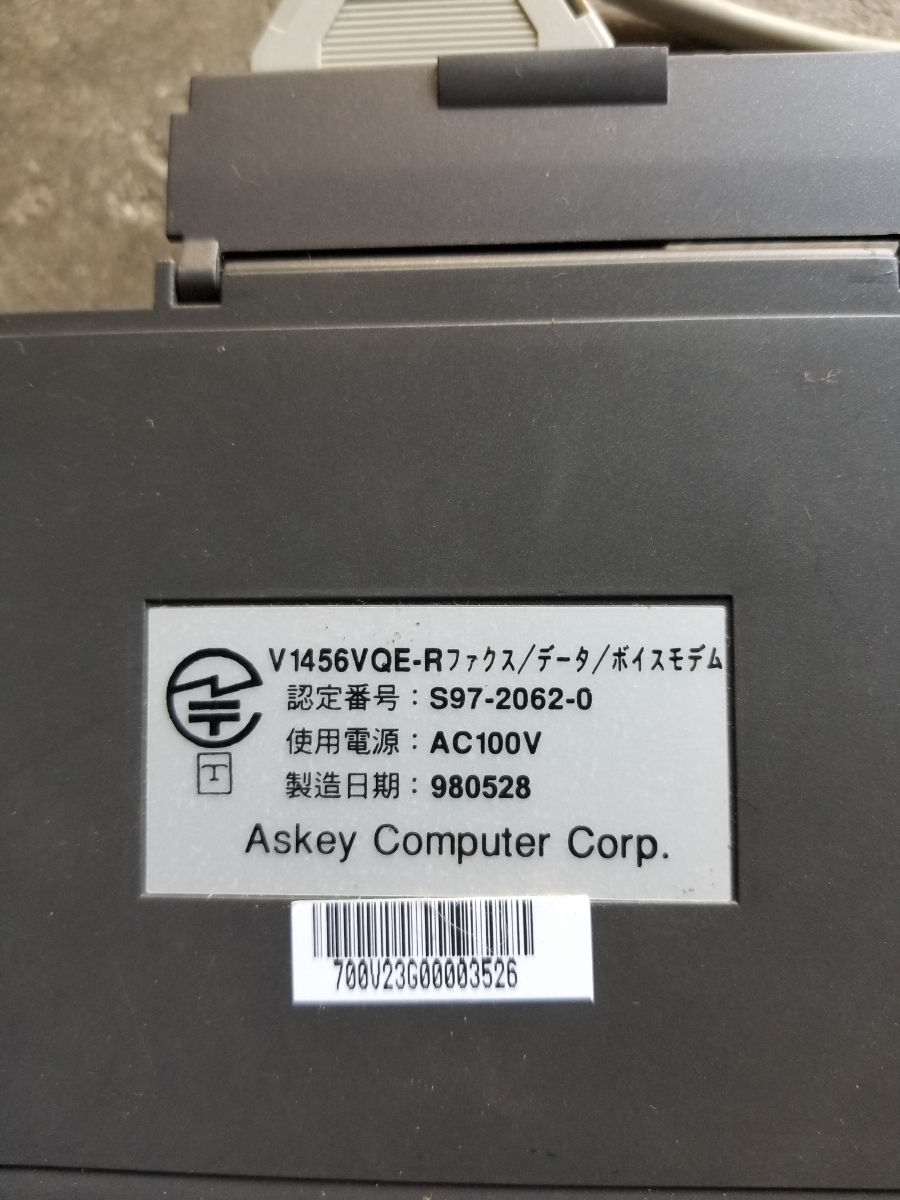 V1456VQE-Rファクス/データ/ボイスモデム
認定番号：S97-2062-0
使用電源：AC100V
製造日期：980528
T
Askey Computer Corp.
700V23G00003526